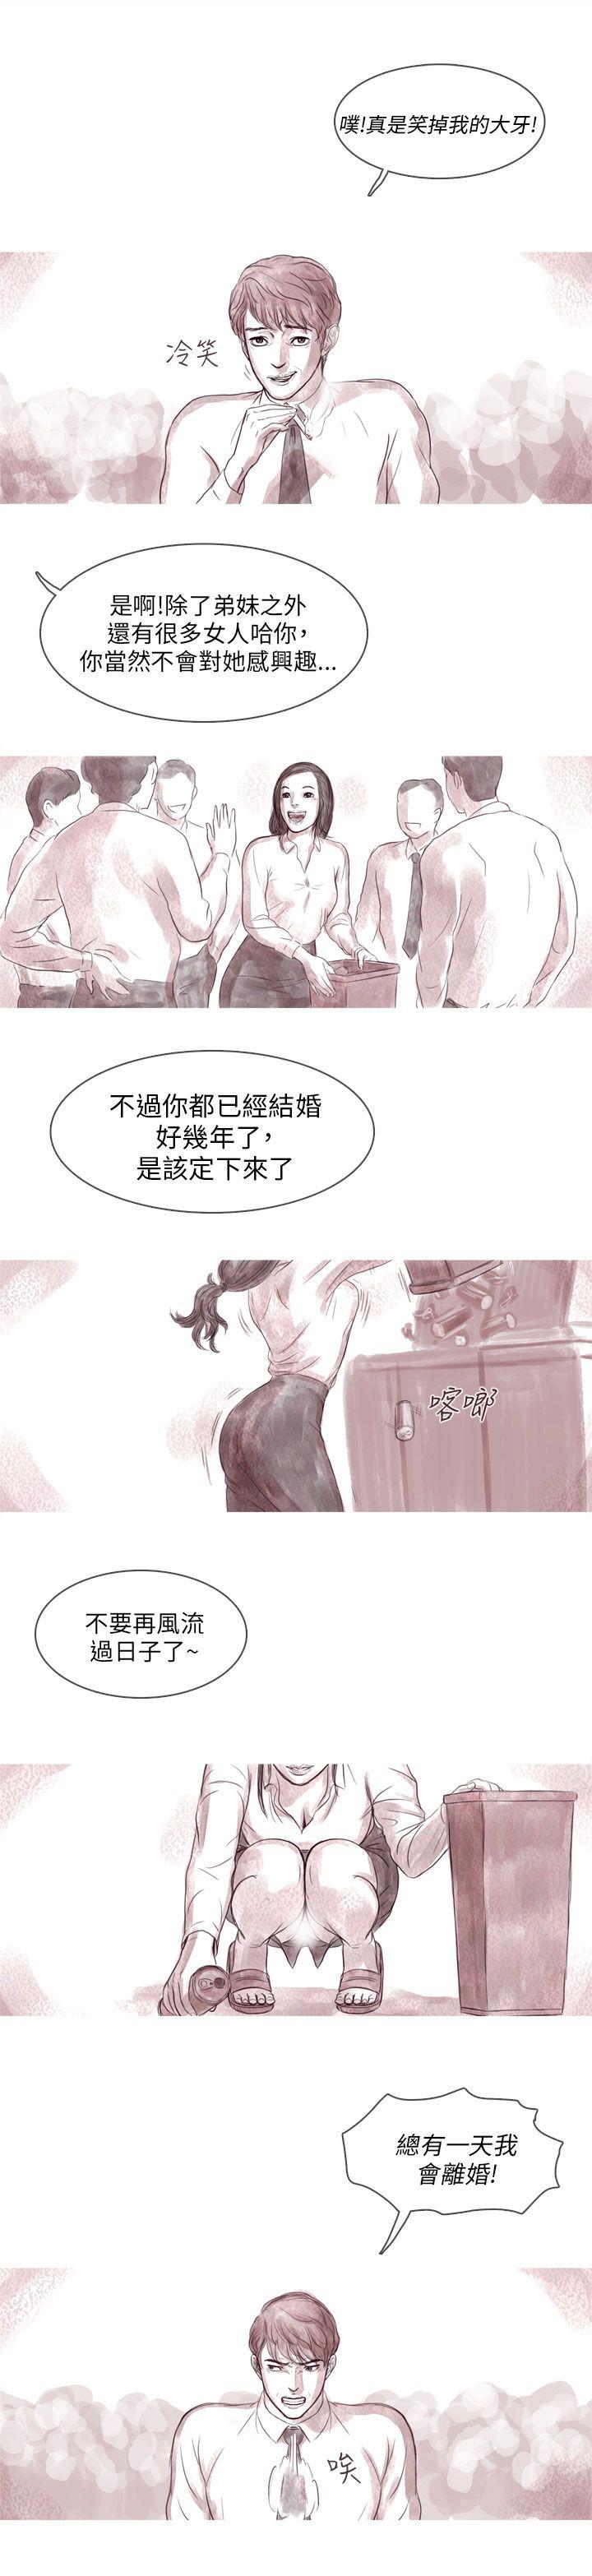 噗!真是笑掉我的大牙!
冷笑
是啊!除了弟妹之外
還有很多女人哈你,
你當然不會對她感興趣...
不過你都已經結婚
好幾年了,
是該定下來了
喀啷
不要再風流
過日子了~
總有一天我
會離婚!
唉